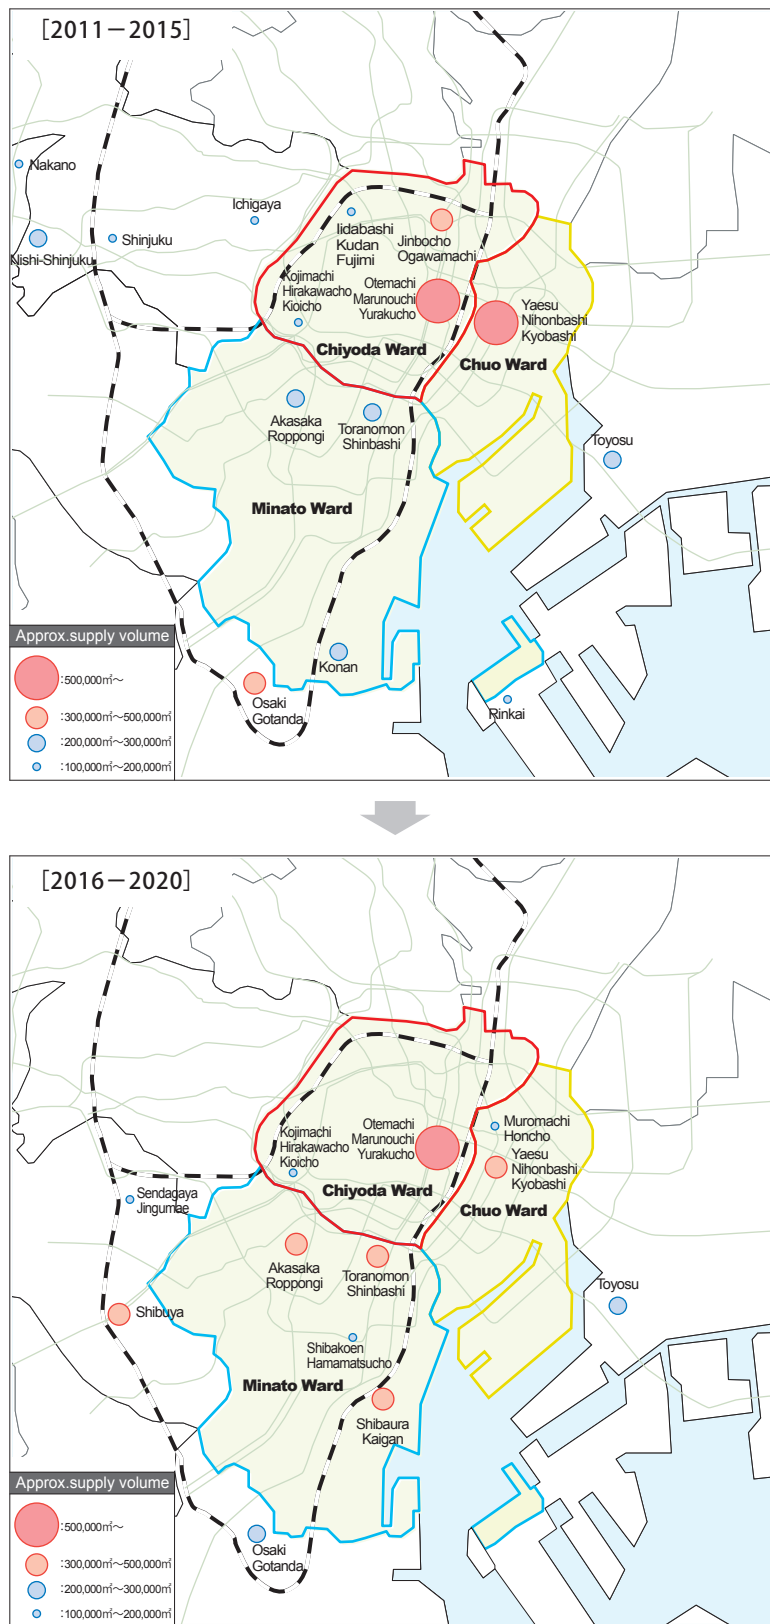 [2011－2015]
Nakano
Ichigaya
Nishi-Shinjuku
Shinjuku
Iidabashi
Kudan
Fujimi
Jinbocho
Ogawamachi
Kojimachi
Hirakawacho
Kioicho
Otemachi
Marunouchi
Yurakucho
Yaesu
Nihonbashi
Kyobashi
Chiyoda Ward
Chuo Ward
Akasaka
Roppongi
Toranomon
Shinbashi
Toyosu
Minato Ward
Konan
Osaki
Gotanda
Rinkai
Approx.supply volume
:500,000㎡～
:300,000㎡～500,000㎡
:200,000㎡～300,000㎡
:100,000㎡～200,000㎡
[2016－2020]
Kojimachi
Hirakawacho
Kioicho
Otemachi
Marunouchi
Yurakucho
Muromachi
Honcho
Yaesu
Nihonbashi
Kyobashi
Chiyoda Ward
Chuo Ward
Sendagaya
Jingumae
Akasaka
Roppongi
Toranomon
Shinbashi
Toyosu
Shibuya
Shibakoen
Hamamatsucho
Minato Ward
Shibaura
Kaigan
Osaki
Gotanda
Approx.supply volume
:500,000㎡～
:300,000㎡～500,000㎡
:200,000㎡～300,000㎡
:100,000㎡～200,000㎡